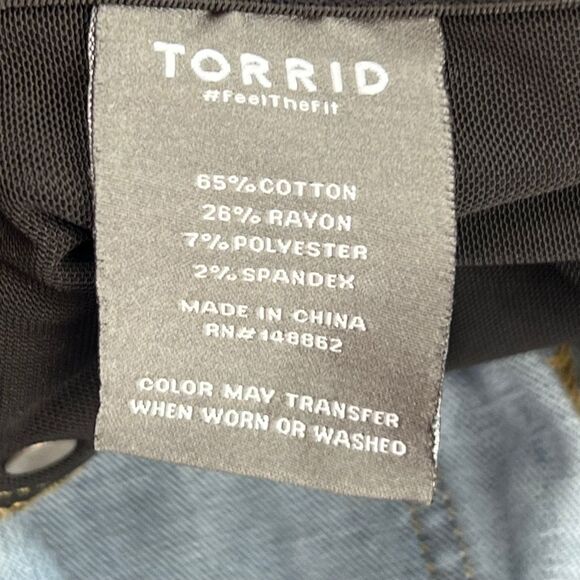 TORRID
#FeelTheFit
65% COTTON
26% RAYON
7% POLYESTER
2% SPANDEX
MADE IN CHINA
RN# 148862
COLOR MAY TRANSFER
WHEN WORN OR WASHED